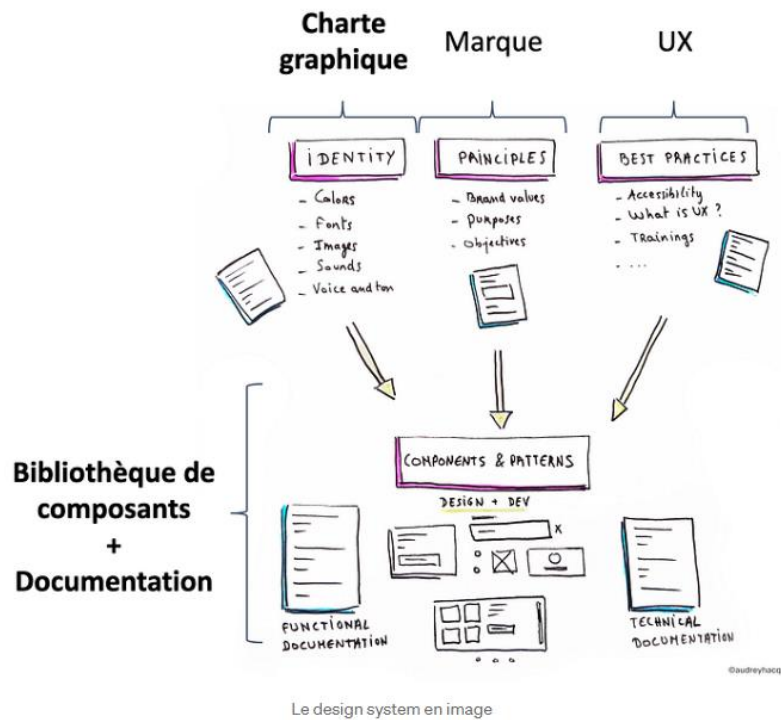 Charte
graphique
Marque
UX
IDENTITY
- Colors
- Fonts
- Images
- Sounds
- Voice and ton
PRINCIPLES
- Brand values
- Purposes
- Objectives
BEST PRACTICES
- Accessibility
- What is UX ?
- TRainings
- ...
Bibliothèque de
composants
+
Documentation
COMPONENTS & PATTERNS
DESIGN + DEV
X
FUNCTIONAL
DOCUMENTATION
TECHNICAL
DOCUMENTATION
©audreyhacq
Le design system en image